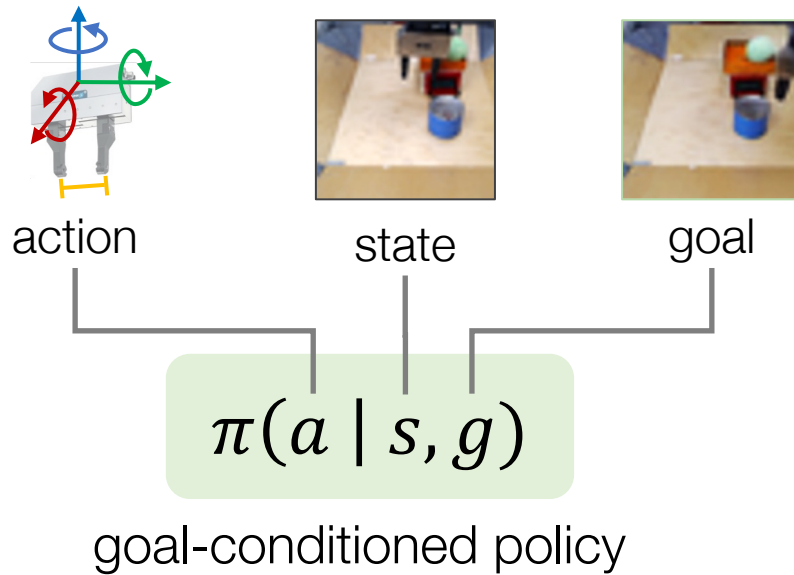 action
state
goal
π(a | s, g)
goal-conditioned policy